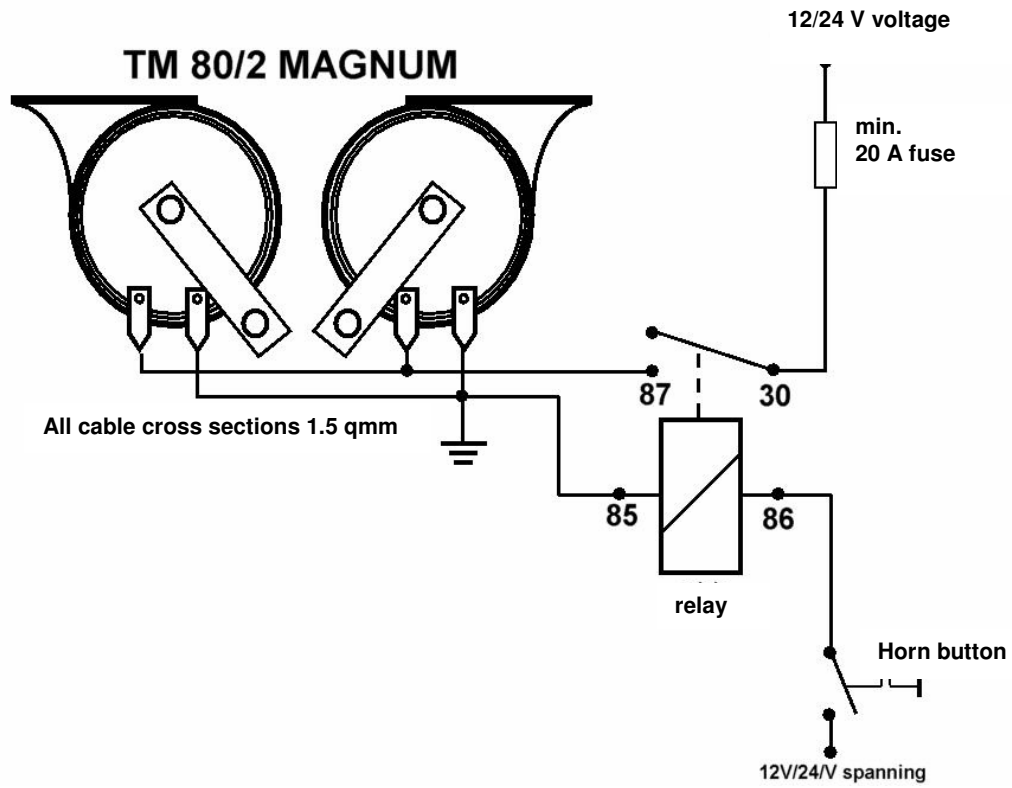 12/24 V voltage
TM 80/2 MAGNUM
min.
20 A fuse
87
30
All cable cross sections 1.5 qmm
85
86
relay
Horn button
12V/24/V spanning